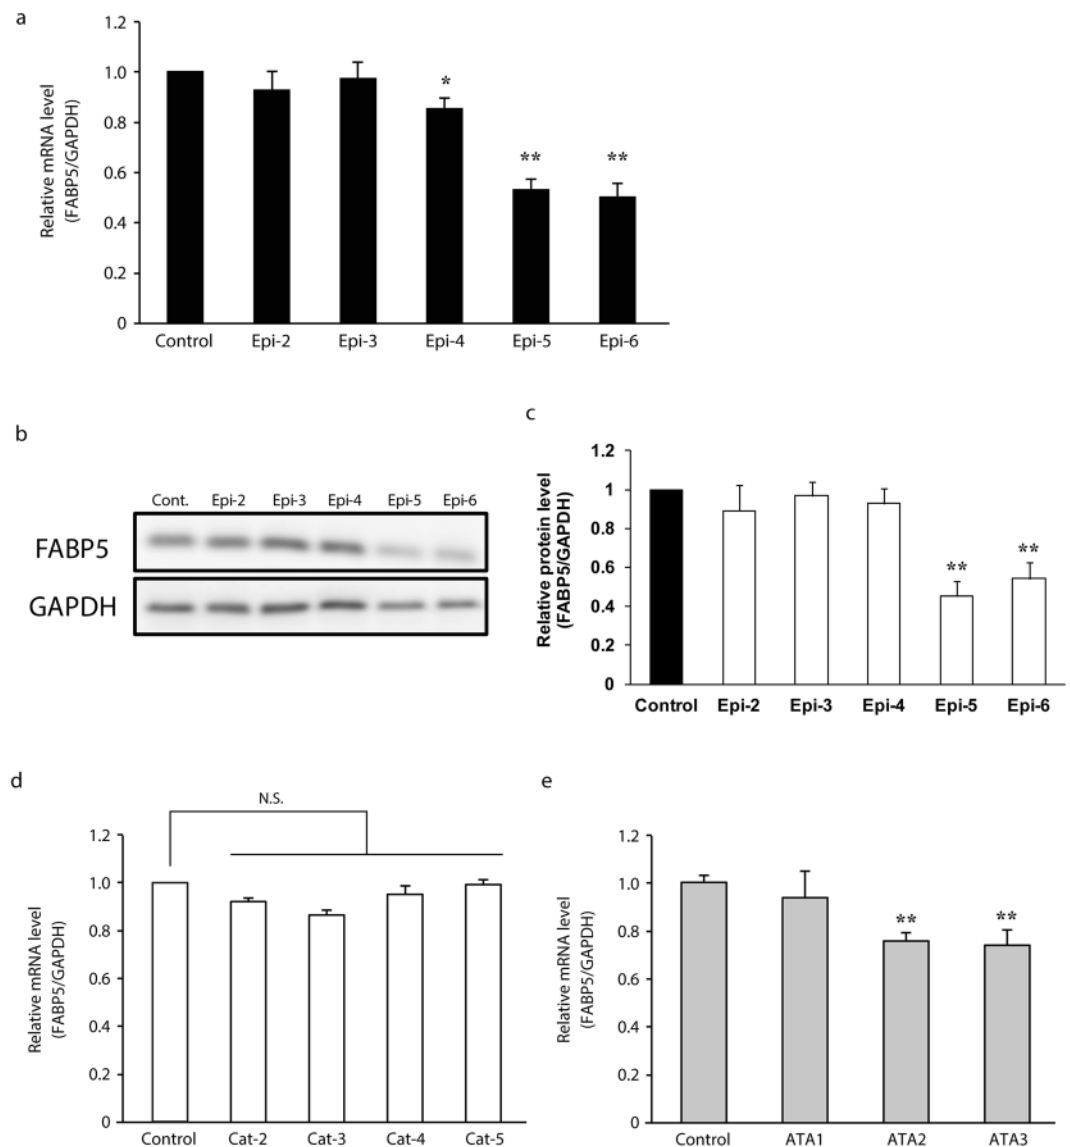 a
Relative mRNA level
(FABP5/GAPDH)
1.2
1.0
0.8
0.6
0.4
0.2
0
*
**
**
Control Epi-2 Epi-3 Epi-4 Epi-5 Epi-6
b
Cont. Epi-2 Epi-3 Epi-4 Epi-5 Epi-6
FABP5
GAPDH
c
Relative protein level
(FABP5/GAPDH)
1.2
1
0.8
0.6
0.4
0.2
0
**
**
Control Epi-2 Epi-3 Epi-4 Epi-5 Epi-6
d
N.S.
Relative mRNA level
(FABP5/GAPDH)
1.2
1.0
0.8
0.6
0.4
0.2
0
Control Cat-2 Cat-3 Cat-4 Cat-5
e
Relative mRNA level
(FABP5/GAPDH)
1.2
1.0
0.8
0.6
0.4
0.2
0
**
**
Control ATA1 ATA2 ATA3